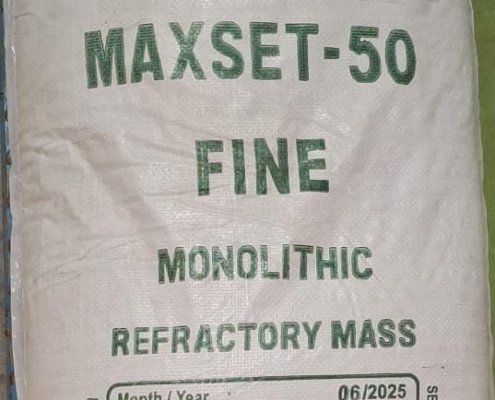 MAXSET-50
FINE
MONOLITHIC
REFRACTORY MASS
Month / Year 06/2025